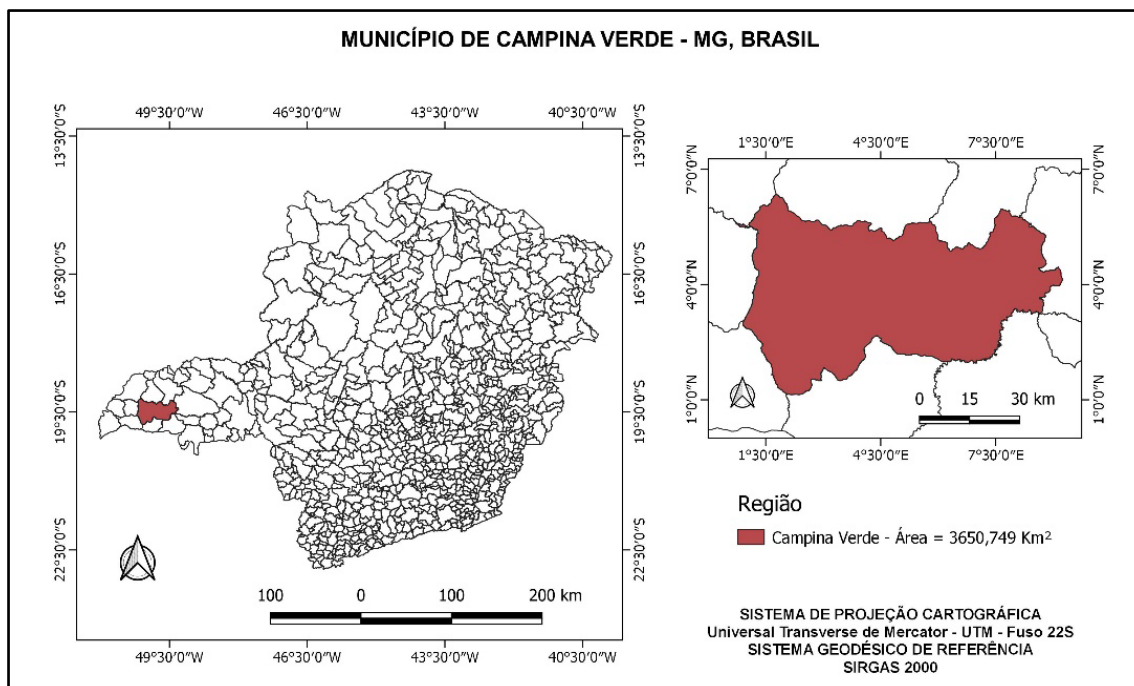 MUNICÍPIO DE CAMPINA VERDE - MG, BRASIL
49°30′0″W 46°30′0″W 43°30′0″W 40°30′0″W
13°30′0″S 13°30′0″S
16°30′0″S 16°30′0″S
19°30′0″S 19°30′0″S
22°30′0″S 22°30′0″S
100 0 100 200 km
49°30′0″W 46°30′0″W 43°30′0″W 40°30′0″W
1°30′0″E 4°30′0″E 7°30′0″E
7°0′0″N 7°0′0″N
4°0′0″N 4°0′0″N
1°0′0″N 1°0′0″N
0 15 30 km
1°30′0″E 4°30′0″E 7°30′0″E
Região
Campina Verde - Área = 3650,749 Km²
SISTEMA DE PROJEÇÃO CARTOGRÁFICA
Universal Transverse de Mercator - UTM - Fuso 22S
SISTEMA GEODÉSICO DE REFERÊNCIA
SIRGAS 2000